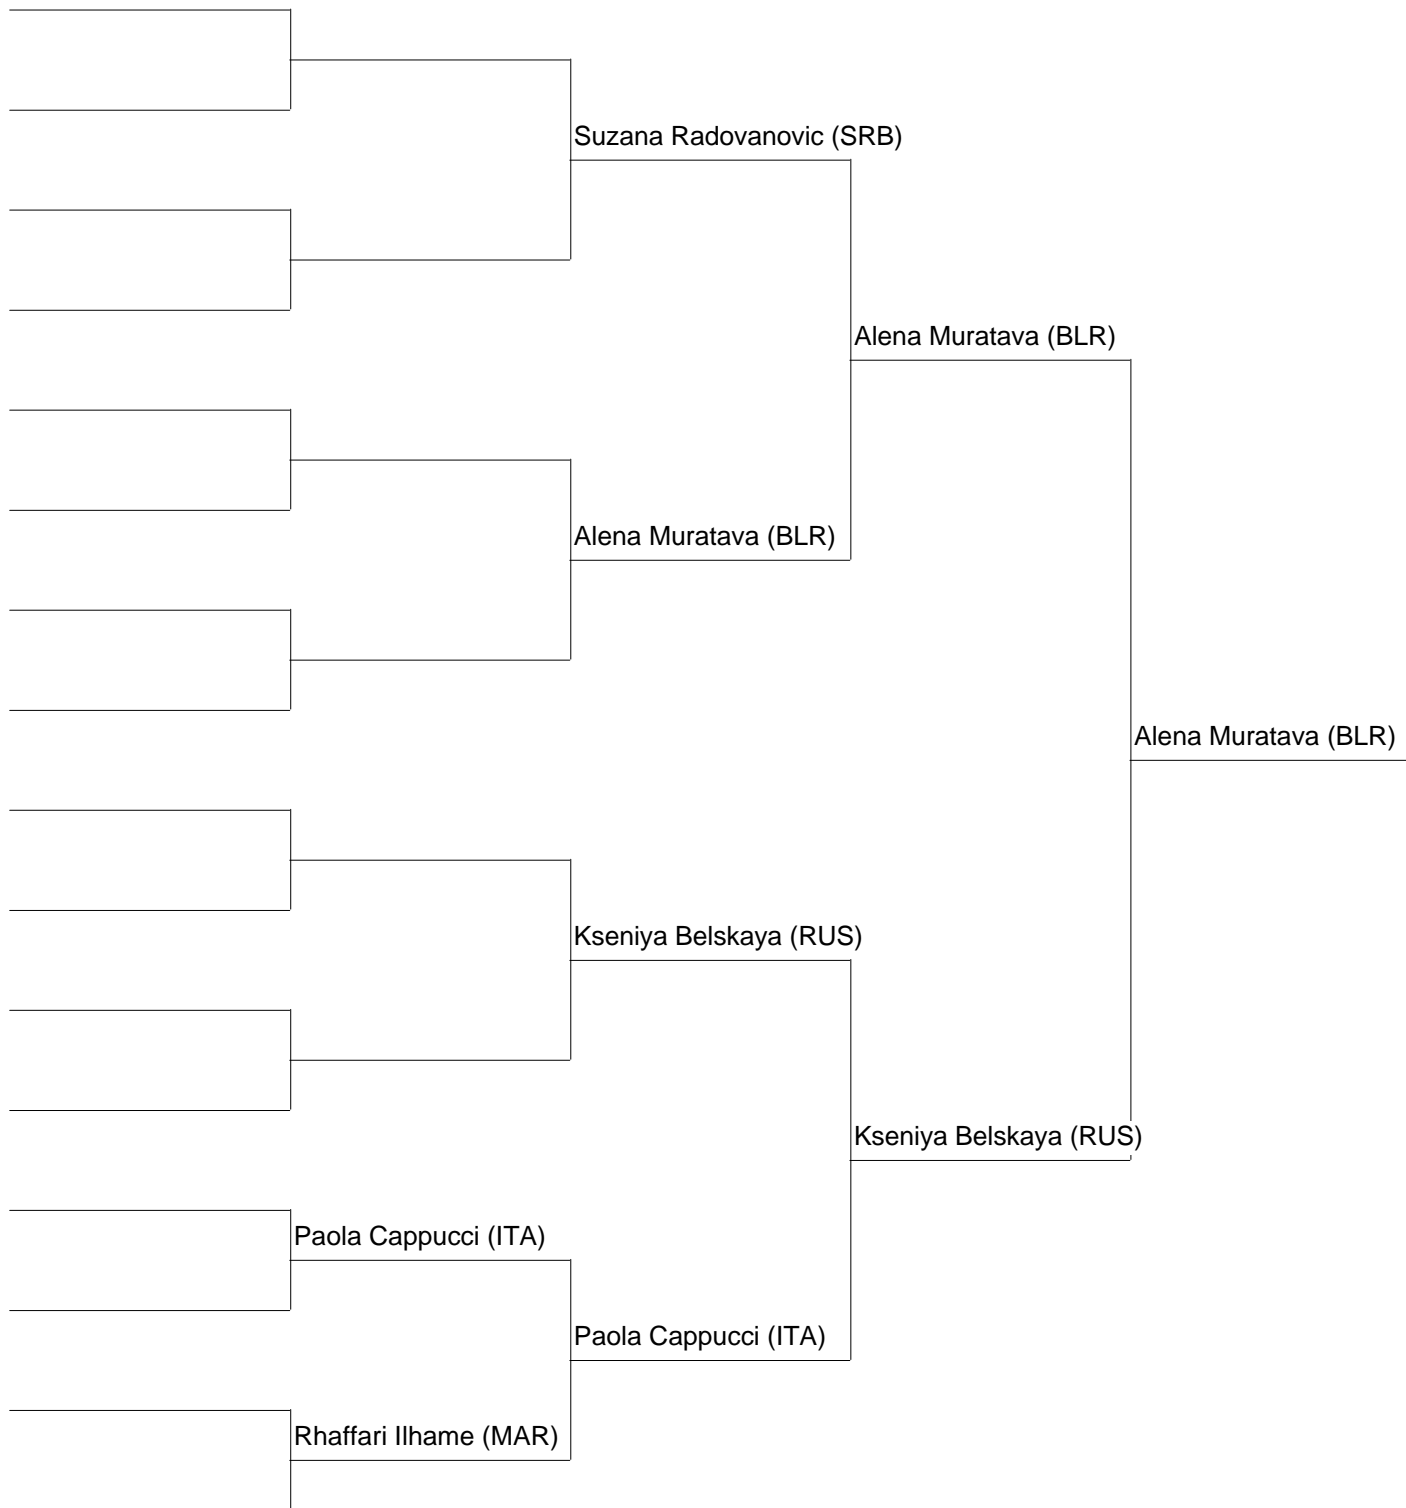 Suzana Radovanovic (SRB)
Alena Muratava (BLR)
Alena Muratava (BLR)
Alena Muratava (BLR)
Kseniya Belskaya (RUS)
Kseniya Belskaya (RUS)
Paola Cappucci (ITA)
Paola Cappucci (ITA)
Rhaffari Ilhame (MAR)